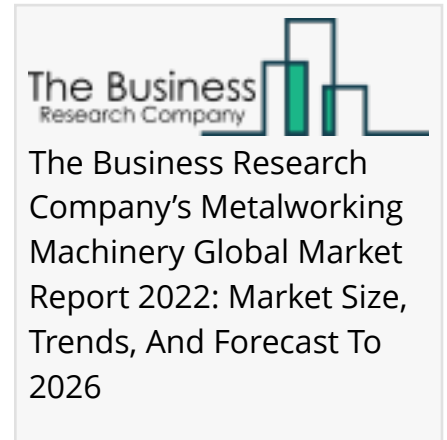 The Business
Research Company
The Business Research
Company’s Metalworking
Machinery Global Market
Report 2022: Market Size,
Trends, And Forecast To
2026